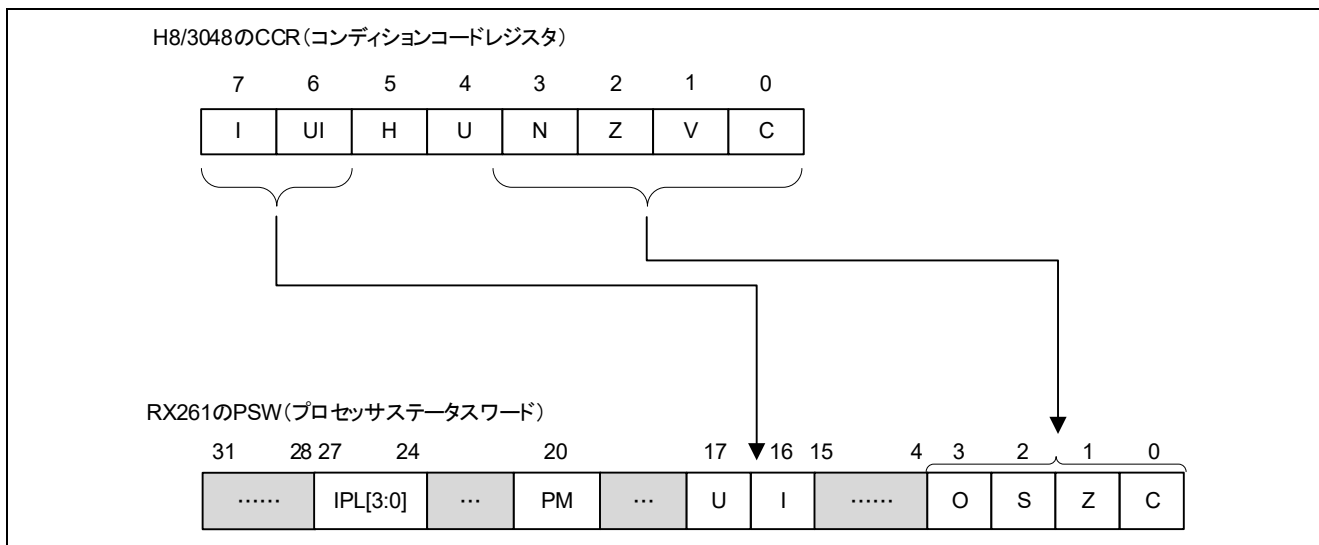 H8/3048のCCR(コンディションコードレジスタ)
7 6 5 4 3 2 1 0
I UI H U N Z V C
RX261のPSW(プロセッサステータスワード)
31 28 27 24 20 17 16 15 4 3 2 1 0
…… IPL[3:0] … PM … U I …… O S Z C